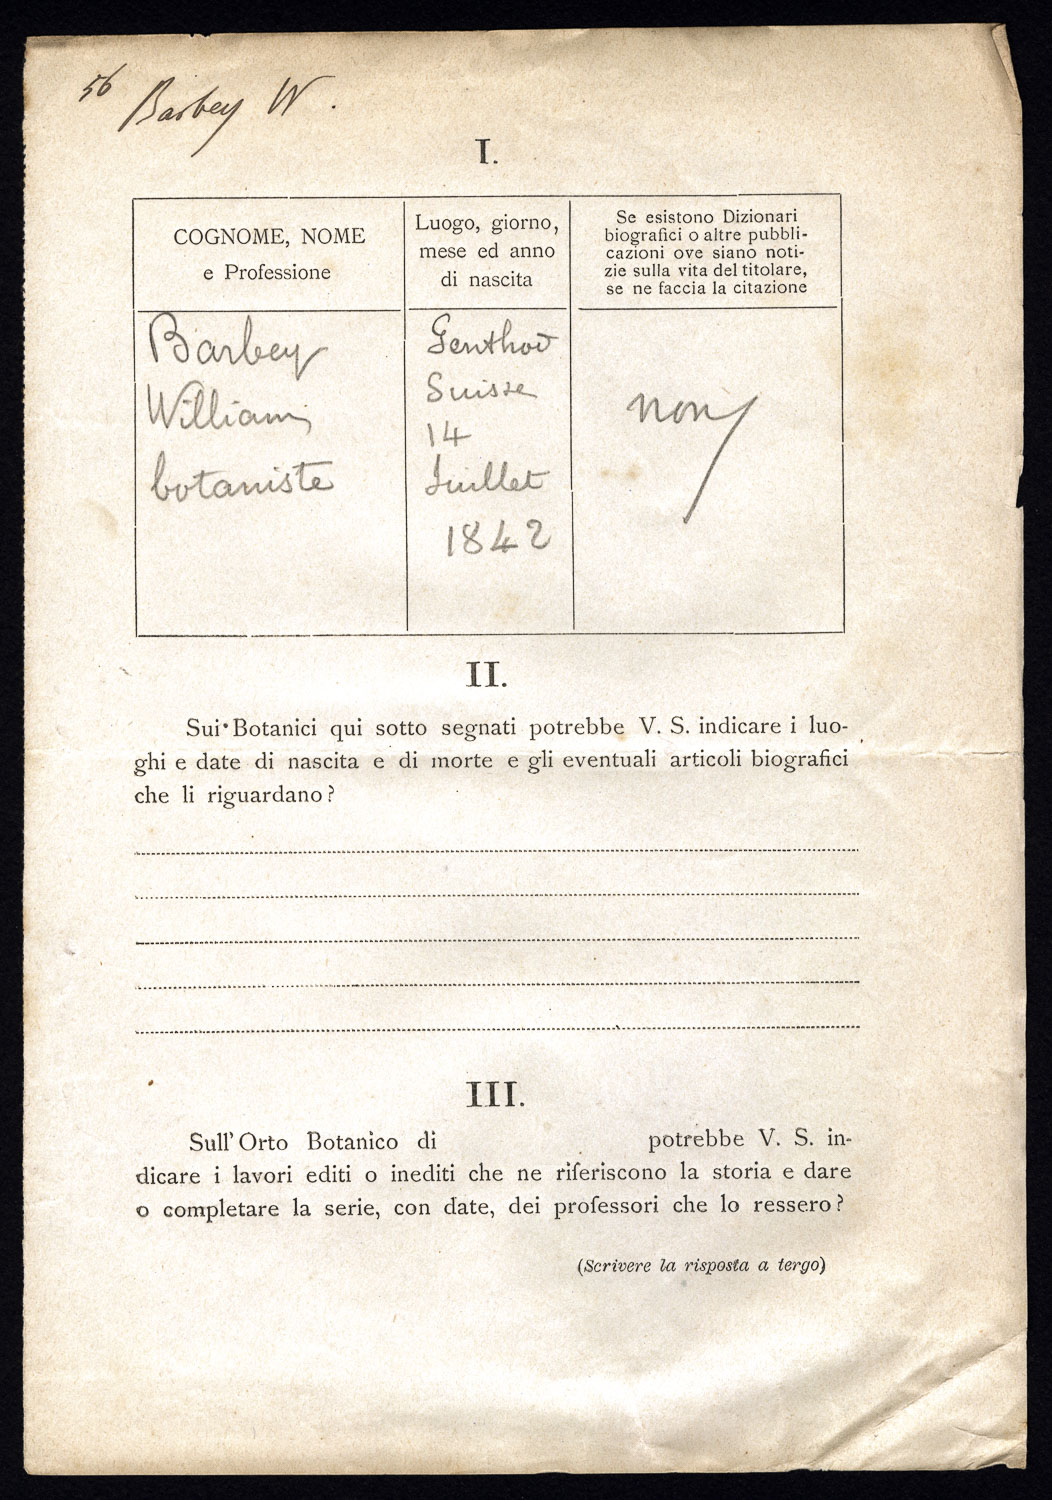 56 Barbey W.
I.
COGNOME, NOME
e Professione
Luogo, giorno,
mese ed anno
di nascita
Se esistono Dizionari
biografici o altre pubbli-
cazioni ove siano noti-
zie sulla vita del titolare,
se ne faccia la citazione
Barbey
William
botaniste
Genthod
Suisse
14
Juillet
1842
non
II.
Sui Botanici qui sotto segnati potrebbe V. S. indicare i luo-
ghi e date di nascita e di morte e gli eventuali articoli biografici
che li riguardano?
III.
Sull' Orto Botanico di potrebbe V. S. in-
dicare i lavori editi o inediti che ne riferiscono la storia e dare
o completare la serie, con date, dei professori che lo ressero?
(Scrivere la risposta a tergo)